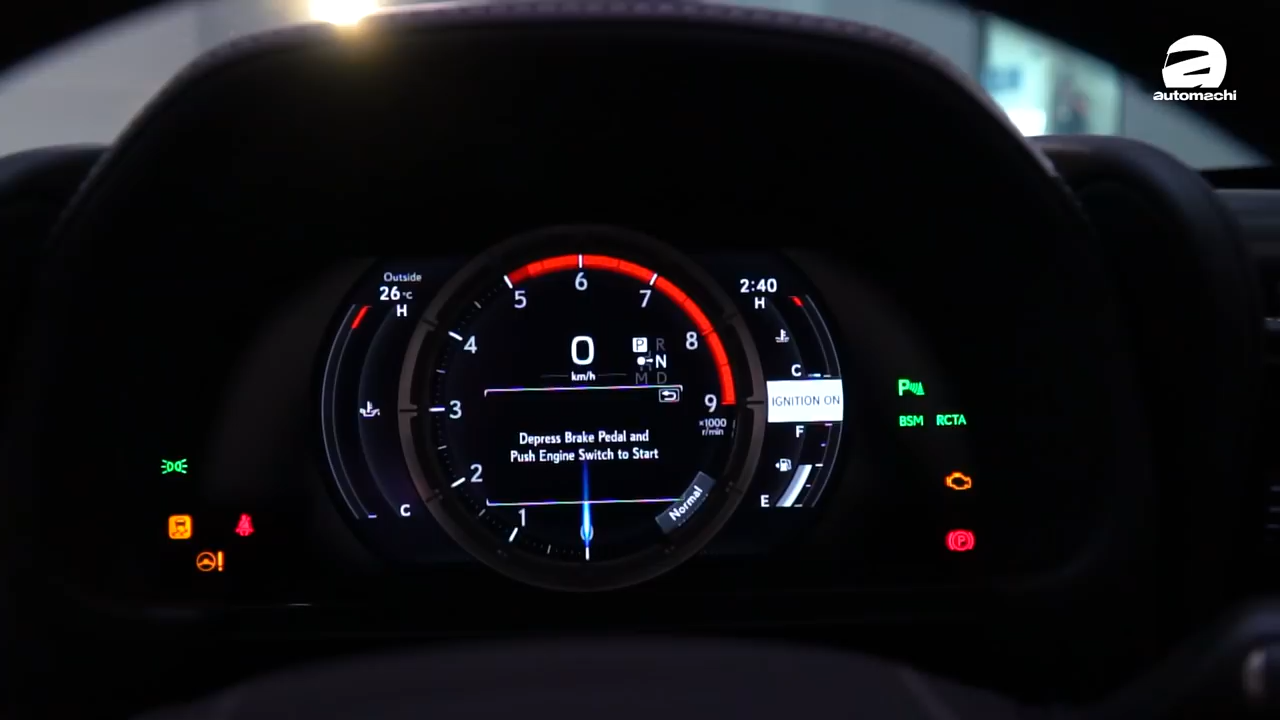 automachi
Outside
26°C
H
C
5
6
7
4
8
3
9
2
1
×1000
r/min
0
km/h
P R
N
M D
Depress Brake Pedal and
Push Engine Switch to Start
Normal
2:40
H
C
IGNITION ON
F
E
P
BSM RCTA
P